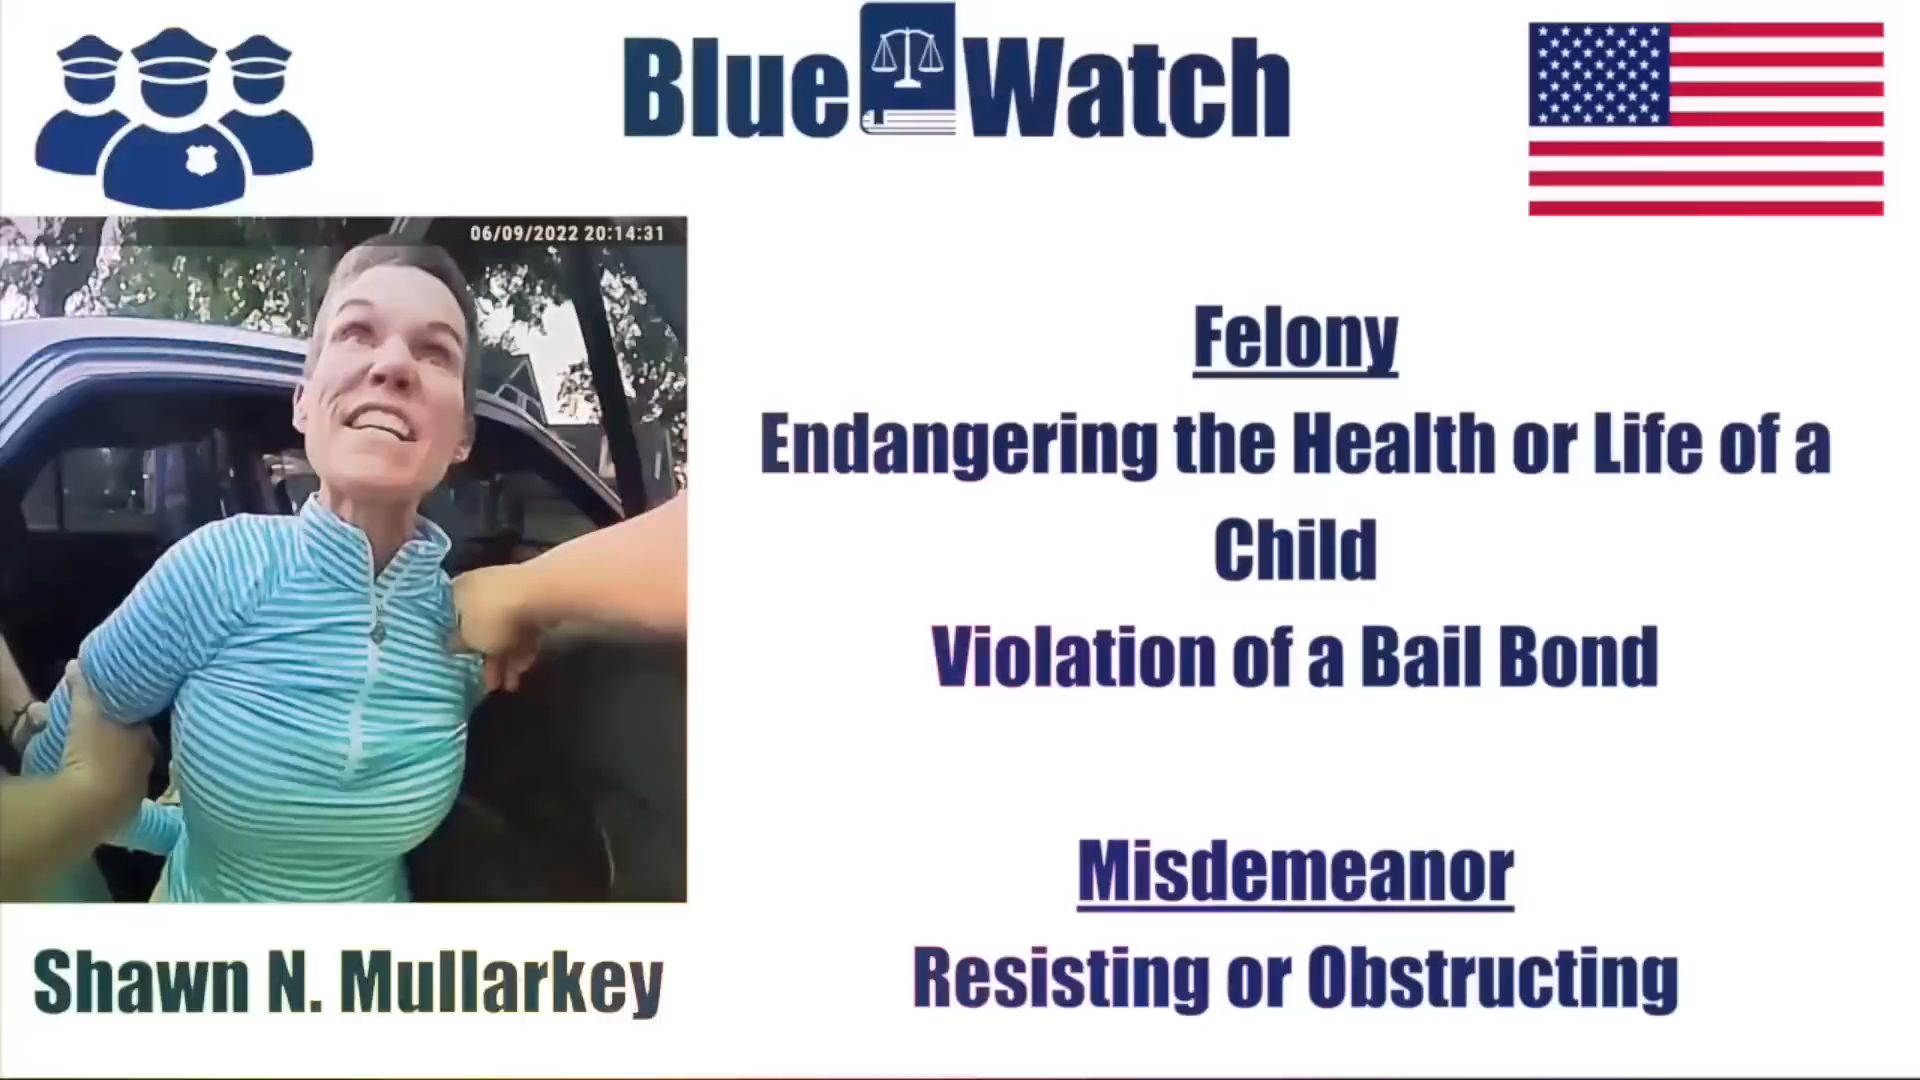 Blue Watch
06/09/2022 20:14:31
Felony
Endangering the Health or Life of a
Child
Violation of a Bail Bond
Misdemeanor
Resisting or Obstructing
Shawn N. Mullarkey